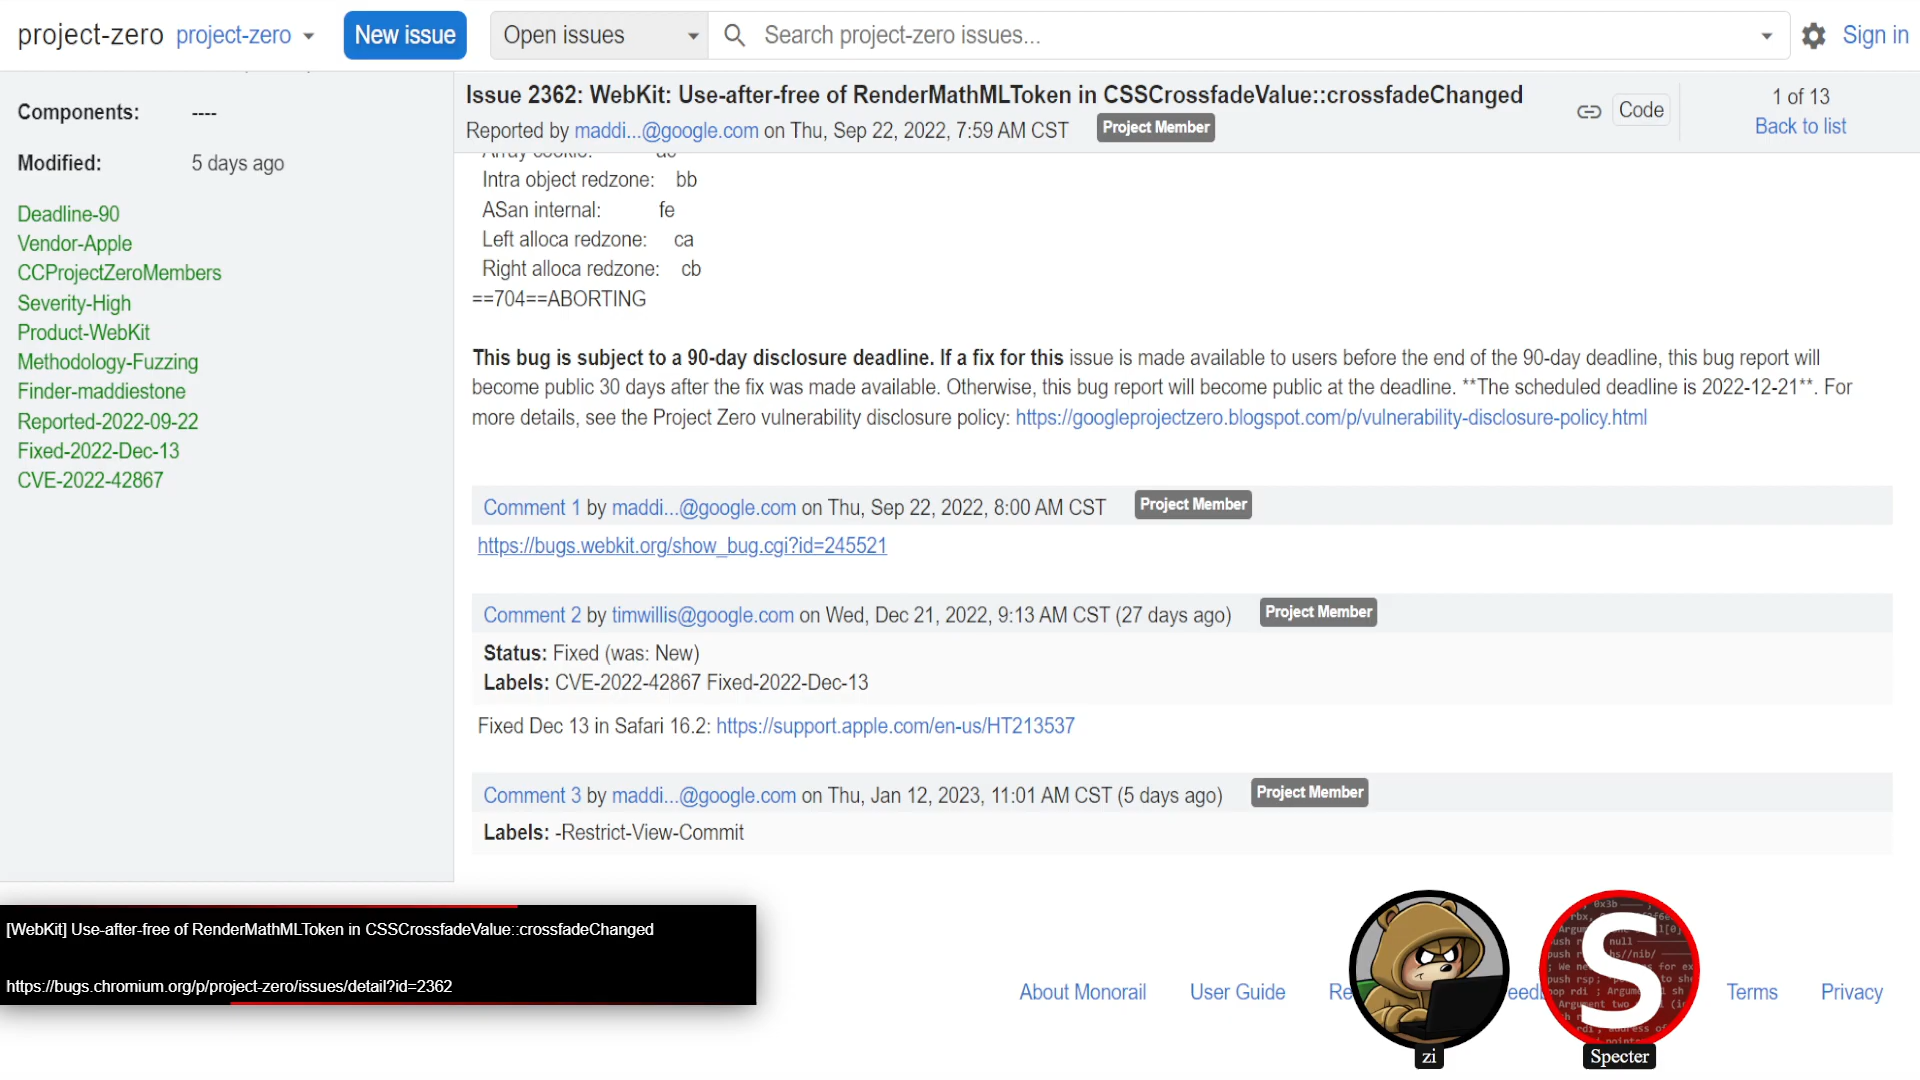 project-zero project-zero New issue Open issues Search project-zero issues... Sign in
Components: ----
Modified: 5 days ago
Deadline-90
Vendor-Apple
CCProjectZeroMembers
Severity-High
Product-WebKit
Methodology-Fuzzing
Finder-maddiestone
Reported-2022-09-22
Fixed-2022-Dec-13
CVE-2022-42867
Issue 2362: WebKit: Use-after-free of RenderMathMLToken in CSSCrossfadeValue::crossfadeChanged
Reported by maddi...@google.com on Thu, Sep 22, 2022, 7:59 AM CST Project Member
Code
1 of 13
Back to list
Array cookie: ac
Intra object redzone: bb
ASan internal: fe
Left alloca redzone: ca
Right alloca redzone: cb
==704==ABORTING
This bug is subject to a 90-day disclosure deadline. If a fix for this issue is made available to users before the end of the 90-day deadline, this bug report will
become public 30 days after the fix was made available. Otherwise, this bug report will become public at the deadline. **The scheduled deadline is 2022-12-21**. For
more details, see the Project Zero vulnerability disclosure policy: https://googleprojectzero.blogspot.com/p/vulnerability-disclosure-policy.html
Comment 1 by maddi...@google.com on Thu, Sep 22, 2022, 8:00 AM CST Project Member
https://bugs.webkit.org/show_bug.cgi?id=245521
Comment 2 by timwillis@google.com on Wed, Dec 21, 2022, 9:13 AM CST (27 days ago) Project Member
Status: Fixed (was: New)
Labels: CVE-2022-42867 Fixed-2022-Dec-13
Fixed Dec 13 in Safari 16.2: https://support.apple.com/en-us/HT213537
Comment 3 by maddi...@google.com on Thu, Jan 12, 2023, 11:01 AM CST (5 days ago) Project Member
Labels: -Restrict-View-Commit
[WebKit] Use-after-free of RenderMathMLToken in CSSCrossfadeValue::crossfadeChanged
https://bugs.chromium.org/p/project-zero/issues/detail?id=2362
About Monorail User Guide Terms Privacy
S
zi
Specter